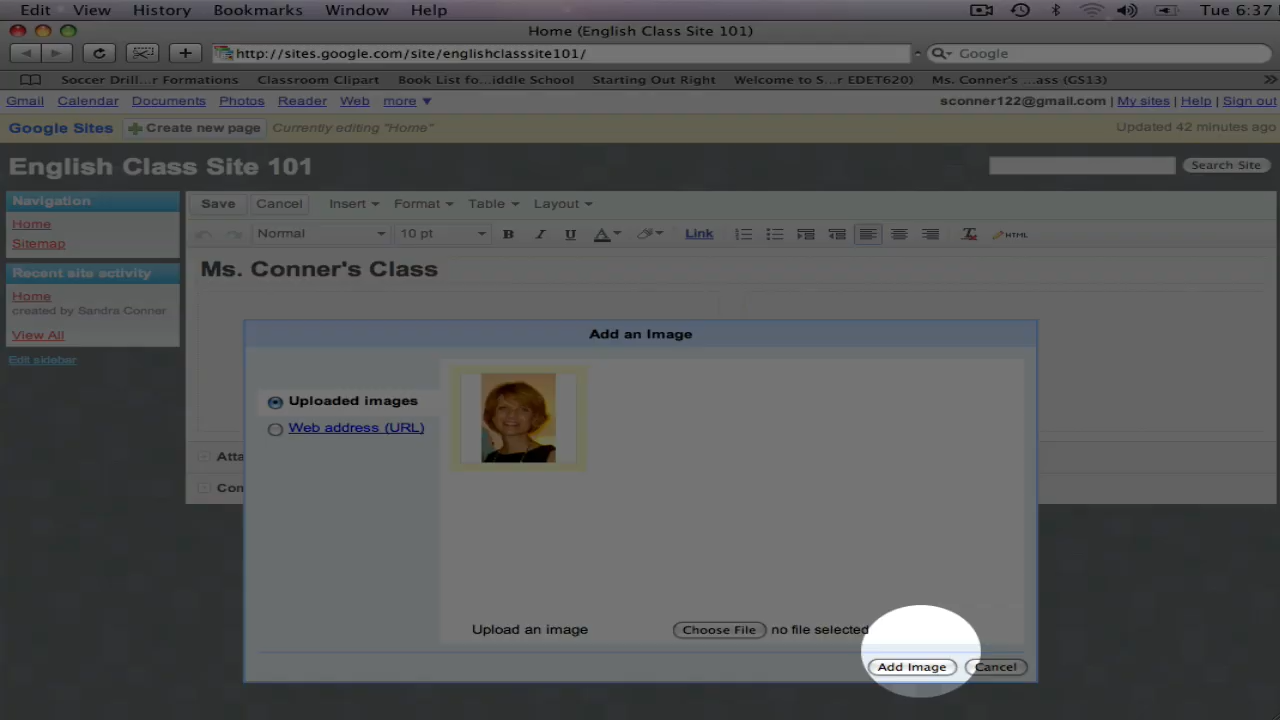 Edit View History Bookmarks Window Help Tue 6:37
Home (English Class Site 101)
http://sites.google.com/site/englishclasssite101/ Google
Soccer Drill...r Formations Classroom Clipart Book List fo...iddle School Starting Out Right Welcome to S...r EDET620) Ms. Conner's ...ass (GS13)
Gmail Calendar Documents Photos Reader Web more ▼ sconner122@gmail.com | My sites | Help | Sign out
Google Sites Create new page Currently editing "Home" Updated 42 minutes ago
English Class Site 101 Search Site
Navigation
Home
Sitemap
Recent site activity
Home
created by Sandra Conner
View All
Edit sidebar
Save Cancel Insert Format Table Layout
Normal 10 pt B I U A Link HTML
Ms. Conner's Class
Add an Image
Uploaded images
Web address (URL)
Atta
Con
Upload an image Choose File no file selected
Add Image Cancel